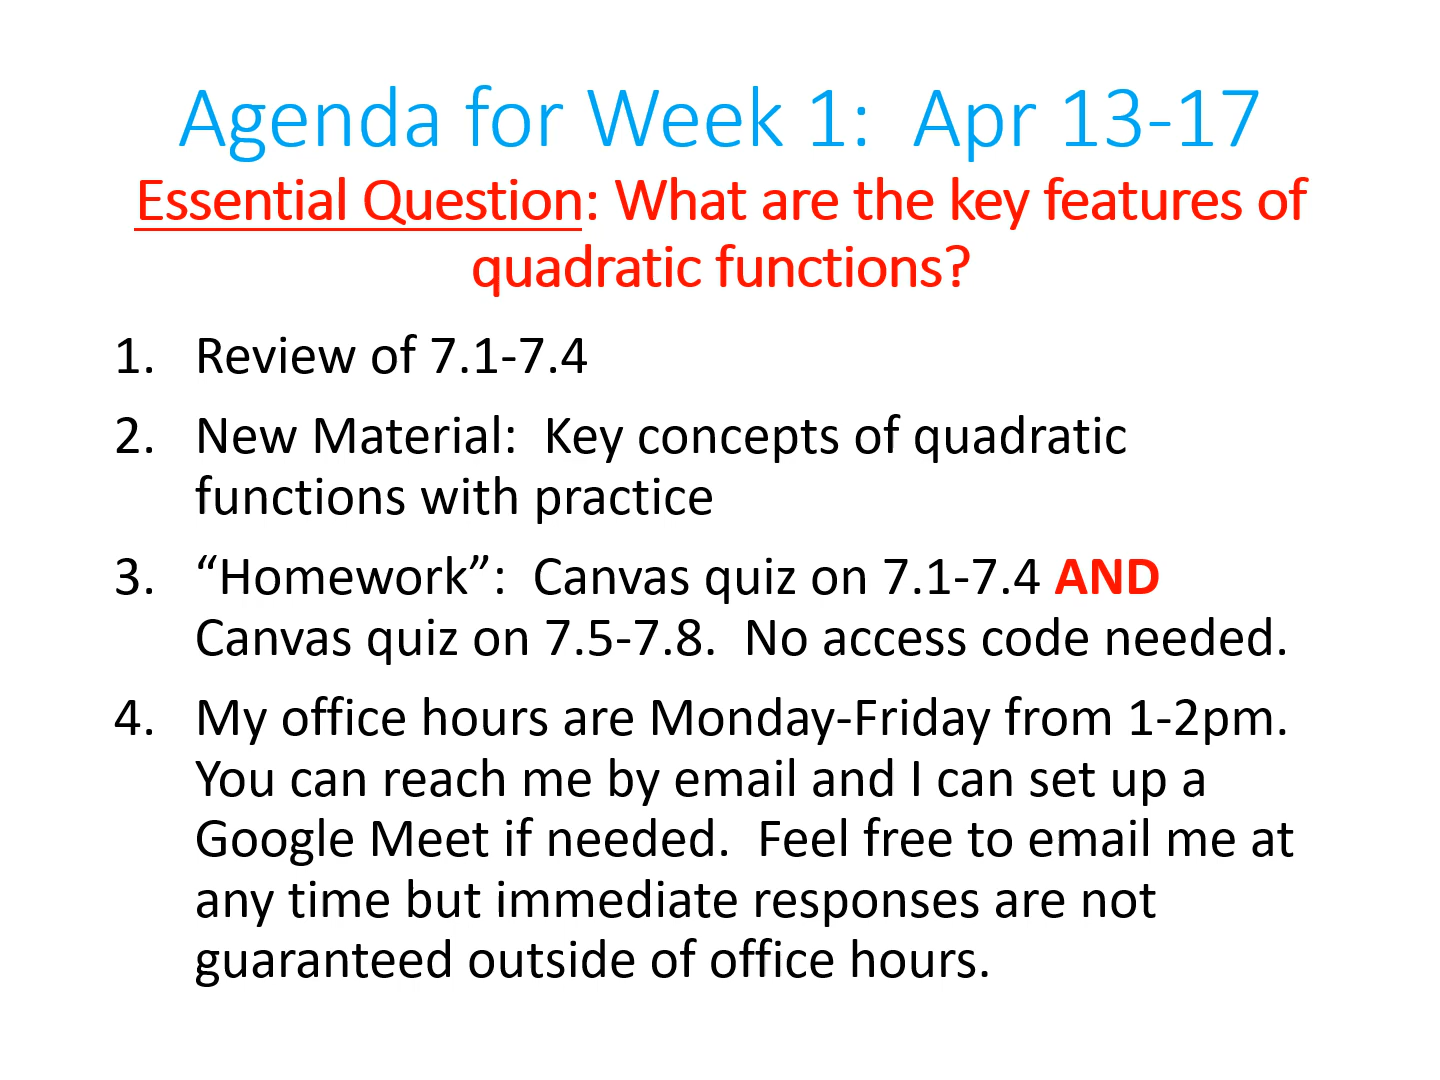 Agenda for Week 1:  Apr 13-17
Essential Question: What are the key features of
quadratic functions?
1. Review of 7.1-7.4
2. New Material:  Key concepts of quadratic
functions with practice
3. “Homework”:  Canvas quiz on 7.1-7.4 AND
Canvas quiz on 7.5-7.8.  No access code needed.
4. My office hours are Monday-Friday from 1-2pm.
You can reach me by email and I can set up a
Google Meet if needed.  Feel free to email me at
any time but immediate responses are not
guaranteed outside of office hours.